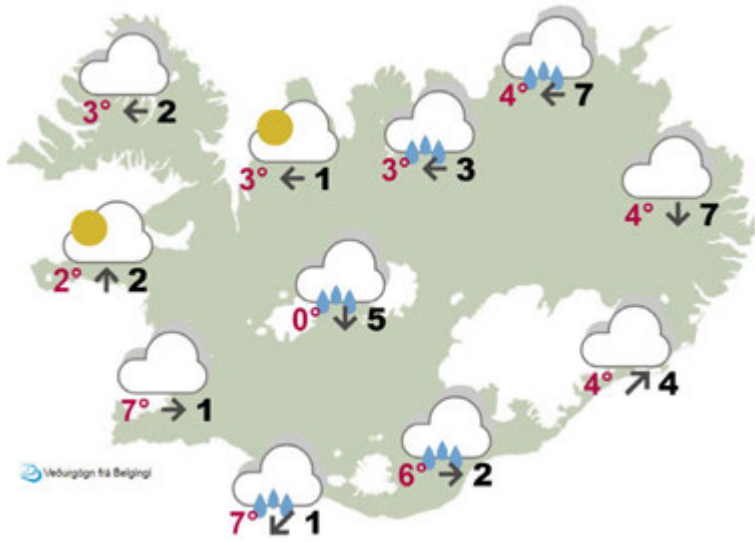 4° ← 7
3° ← 2
3° ← 3
3° ← 1
4° ↓ 7
2° ↑ 2
0° ↓ 5
4° ↗ 4
7° → 1
6° → 2
Veðurgögn frá Belgingi
7° ↙ 1